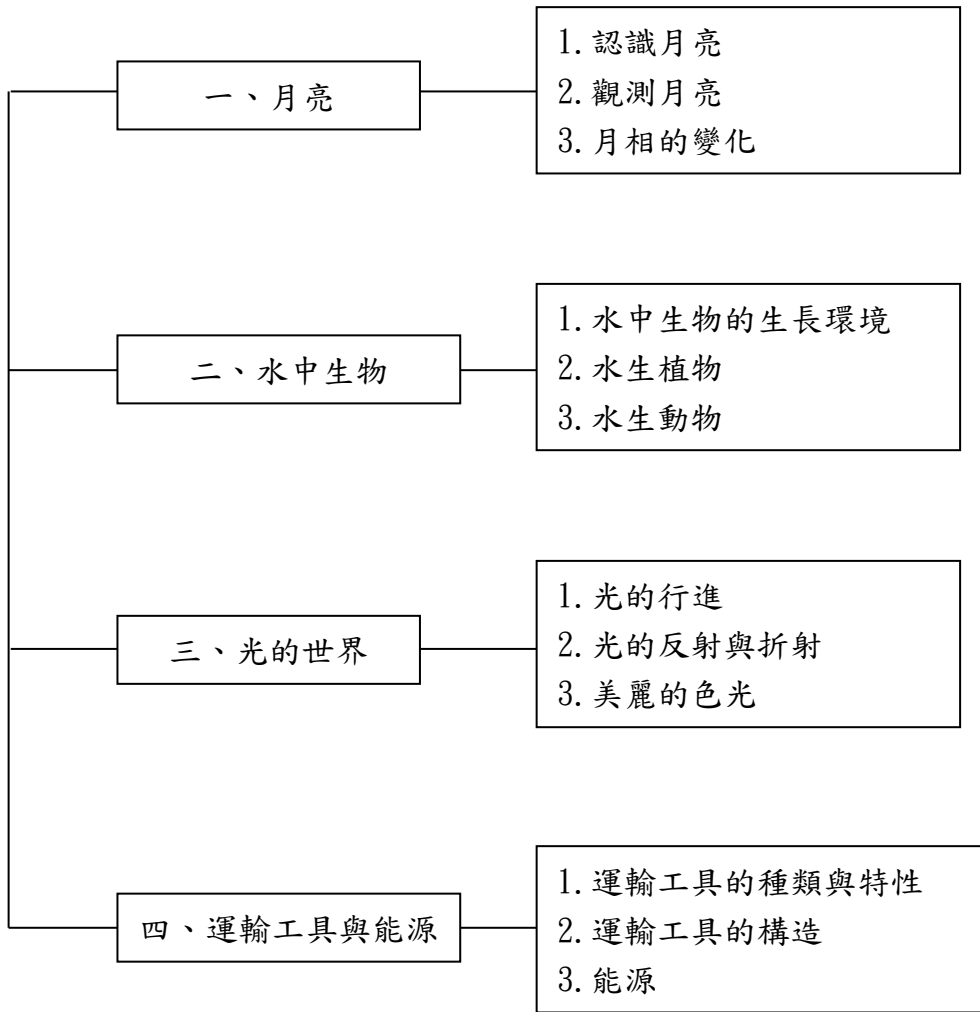 一、月亮
1.認識月亮
2.觀測月亮
3.月相的變化
二、水中生物
1.水中生物的生長環境
2.水生植物
3.水生動物
三、光的世界
1.光的行進
2.光的反射與折射
3.美麗的色光
四、運輸工具與能源
1.運輸工具的種類與特性
2.運輸工具的構造
3.能源